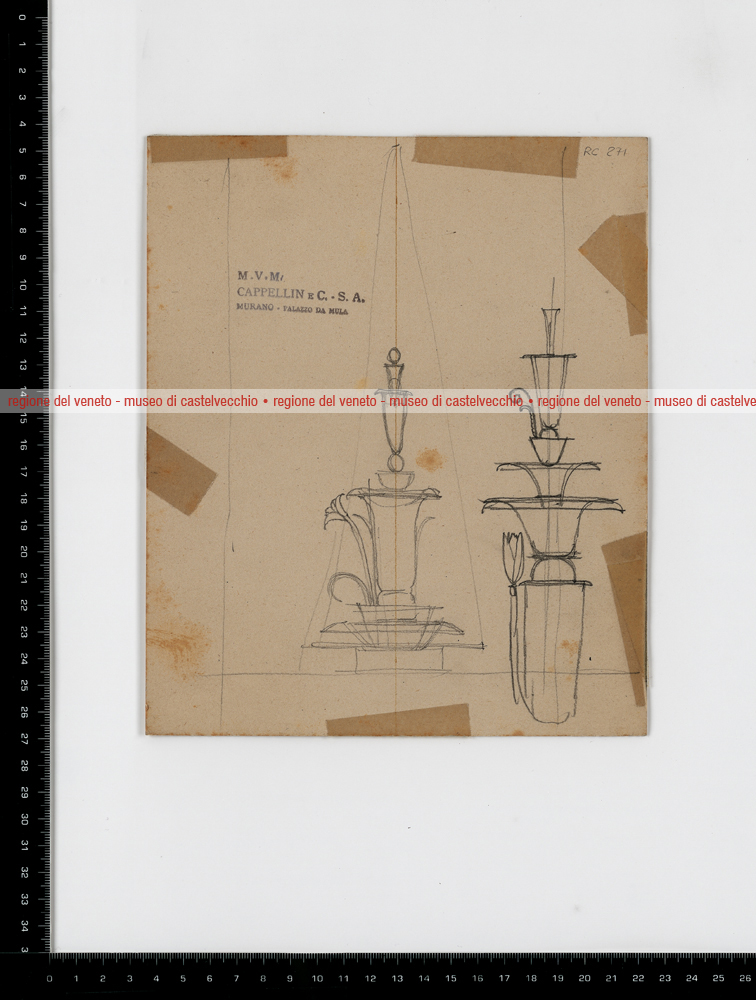 RC 271
M.V.M/
CAPPELLIN E C. - S. A.
MURANO - PALAZZO DA MULA
regione del veneto - museo di castelvecchio • regione del veneto - museo di castelvecchio • regione del veneto - museo di castelve
0 1 2 3 4 5 6 7 8 9 10 11 12 13 14 15 16 17 18 19 20 21 22 23 24 25 26 27 28 29 30 31 32 33 34 3
0 1 2 3 4 5 6 7 8 9 10 11 12 13 14 15 16 17 18 19 20 21 22 23 24 25 26